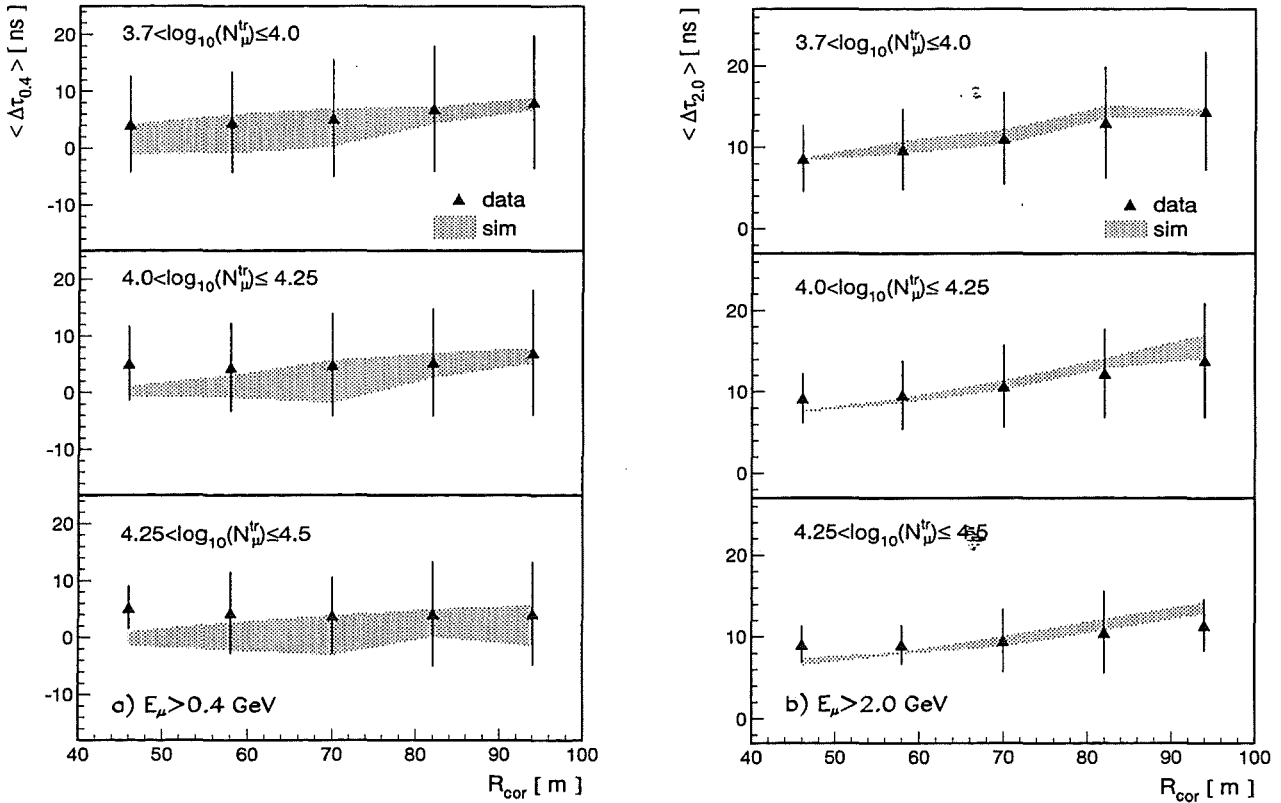 < Δτ0.4 > [ ns ]
20
10
0
-10
3.7<log10(Nμtr)≤4.0
data
sim
20
10
0
-10
4.0<log10(Nμtr)≤ 4.25
20
10
0
-10
4.25<log10(Nμtr)≤4.5
a) Eμ>0.4 GeV
40 50 60 70 80 90 100
Rcor [ m ]
< Δτ2.0 > [ ns ]
20
10
0
3.7<log10(Nμtr)≤4.0
data
sim
20
10
0
4.0<log10(Nμtr)≤ 4.25
20
10
0
4.25<log10(Nμtr)≤ 4.5
b) Eμ>2.0 GeV
40 50 60 70 80 90 100
Rcor [ m ]